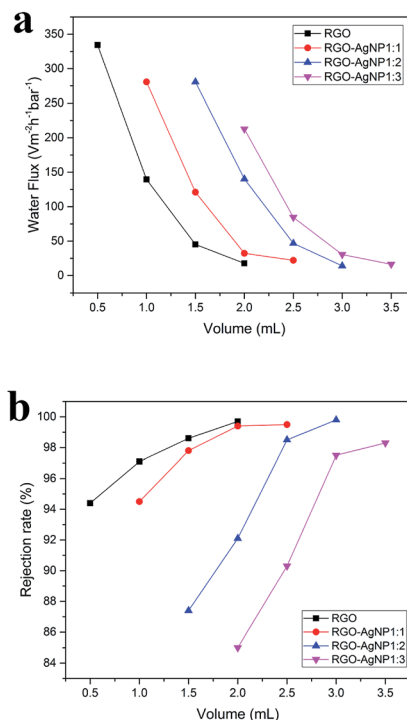 a
RGO
RGO-AgNP1:1
RGO-AgNP1:2
RGO-AgNP1:3
350
300
250
200
150
100
50
0
Water Flux (Vm⁻²h⁻¹bar⁻¹)
0.5 1.0 1.5 2.0 2.5 3.0 3.5
Volume (mL)
b
100
98
96
94
92
90
88
86
84
Rejection rate (%)
RGO
RGO-AgNP1:1
RGO-AgNP1:2
RGO-AgNP1:3
0.5 1.0 1.5 2.0 2.5 3.0 3.5
Volume (mL)